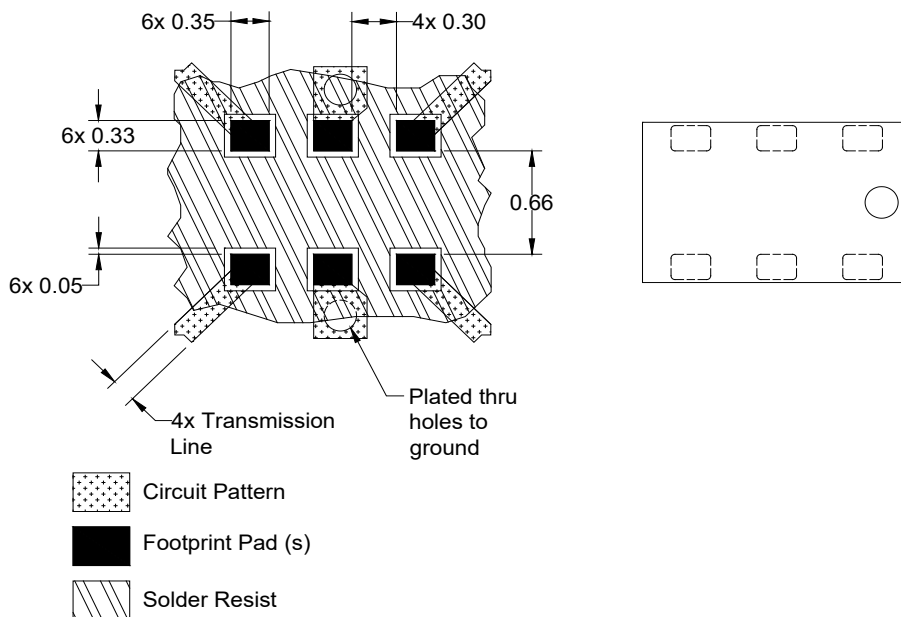 6x 0.35
4x 0.30
6x 0.33
0.66
6x 0.05
4x Transmission
Line
Plated thru
holes to
ground
Circuit Pattern
Footprint Pad (s)
Solder Resist